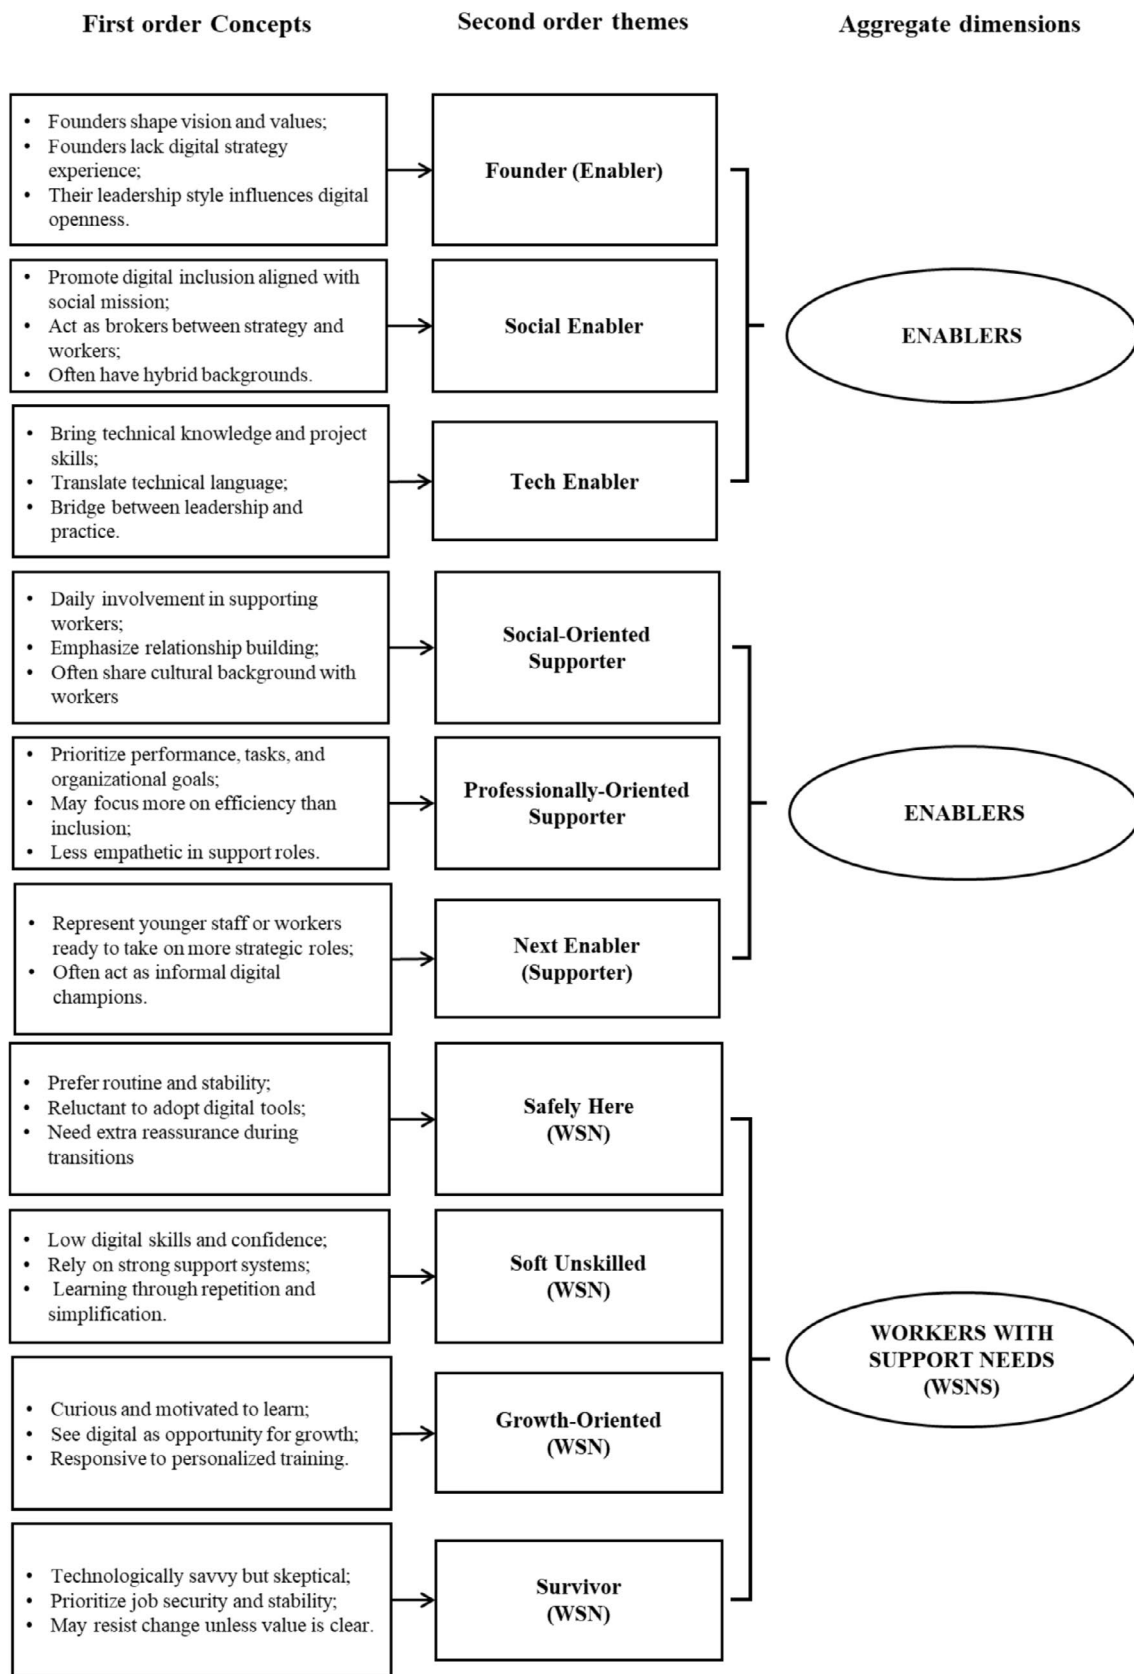 First order Concepts
Second order themes
Aggregate dimensions
• Founders shape vision and values;
• Founders lack digital strategy
experience;
• Their leadership style influences digital
openness.
Founder (Enabler)
• Promote digital inclusion aligned with
social mission;
• Act as brokers between strategy and
workers;
• Often have hybrid backgrounds.
Social Enabler
ENABLERS
• Bring technical knowledge and project
skills;
• Translate technical language;
• Bridge between leadership and
practice.
Tech Enabler
• Daily involvement in supporting
workers;
• Emphasize relationship building;
• Often share cultural background with
workers
Social-Oriented
Supporter
• Prioritize performance, tasks, and
organizational goals;
• May focus more on efficiency than
inclusion;
• Less empathetic in support roles.
Professionally-Oriented
Supporter
ENABLERS
• Represent younger staff or workers
ready to take on more strategic roles;
• Often act as informal digital
champions.
Next Enabler
(Supporter)
• Prefer routine and stability;
• Reluctant to adopt digital tools;
• Need extra reassurance during
transitions
Safely Here
(WSN)
• Low digital skills and confidence;
• Rely on strong support systems;
• Learning through repetition and
simplification.
Soft Unskilled
(WSN)
WORKERS WITH
SUPPORT NEEDS
(WSNS)
• Curious and motivated to learn;
• See digital as opportunity for growth;
• Responsive to personalized training.
Growth-Oriented
(WSN)
• Technologically savvy but skeptical;
• Prioritize job security and stability;
• May resist change unless value is clear.
Survivor
(WSN)